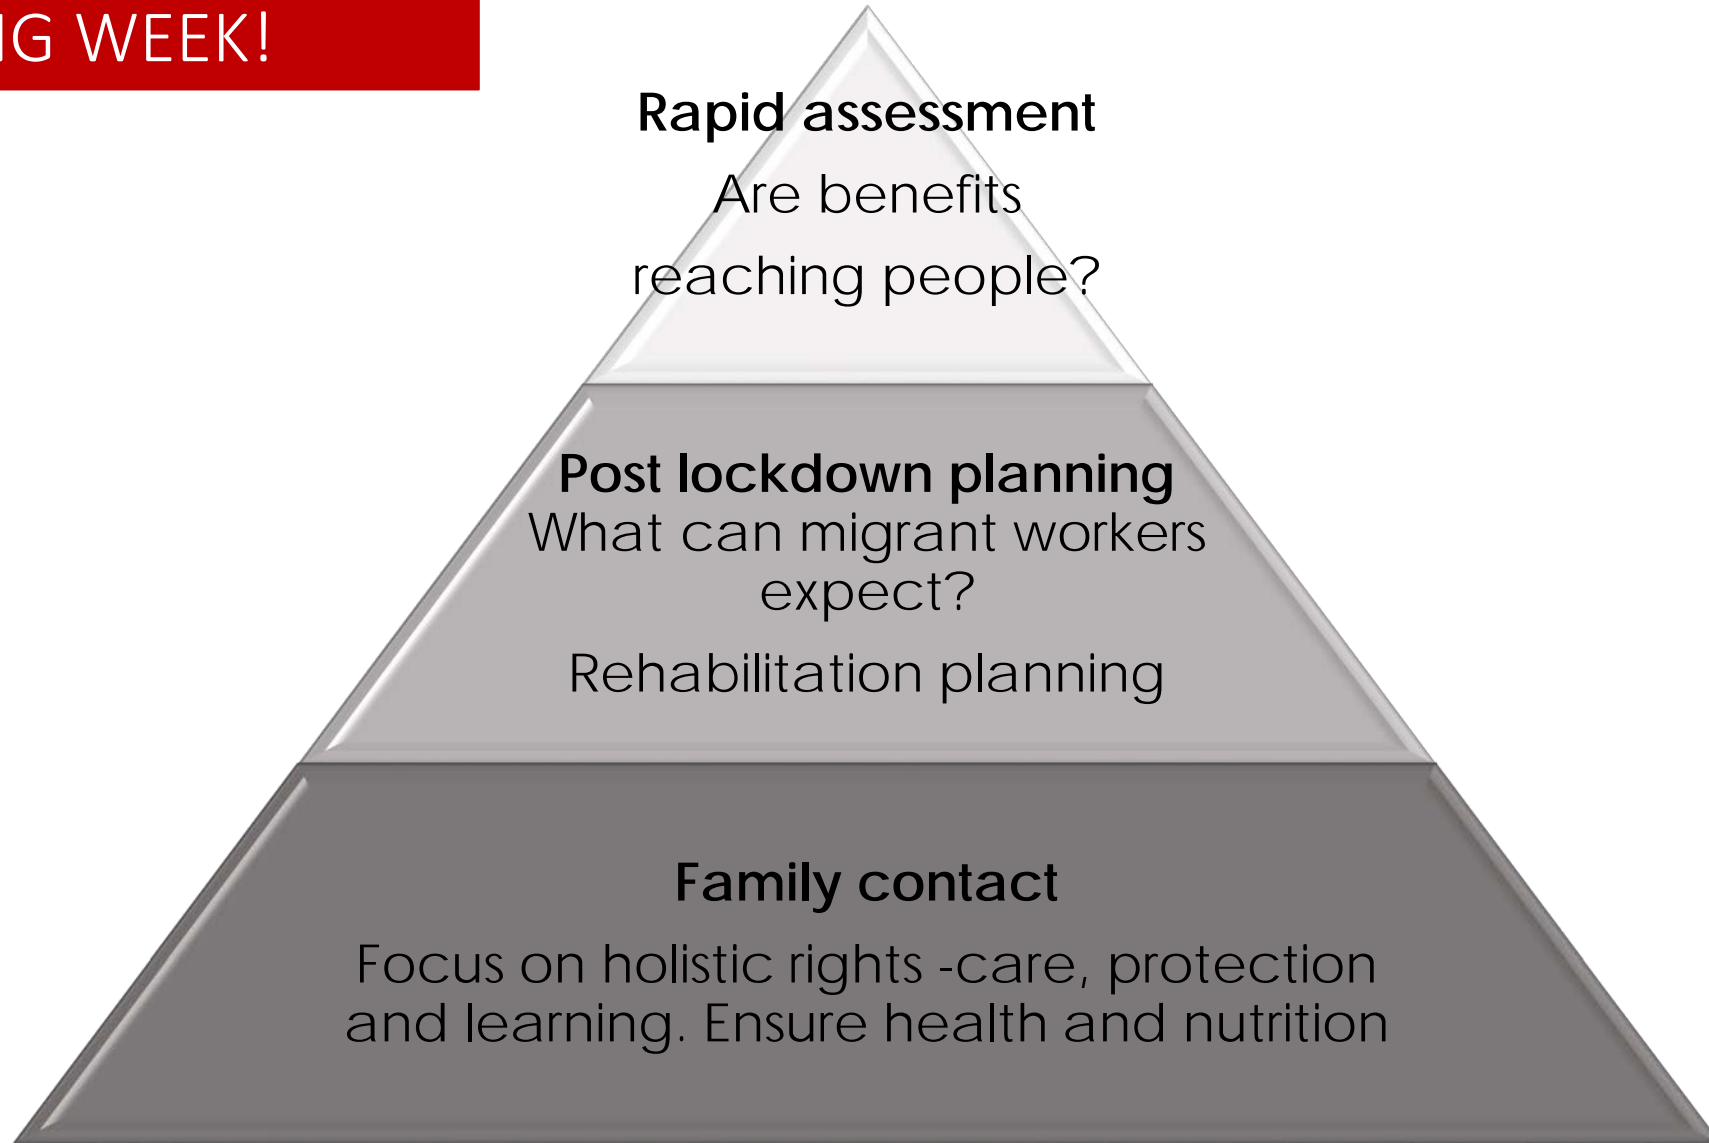 WEEK!
Rapid assessment
Are benefits
reaching people?
Post lockdown planning
What can migrant workers
expect?
Rehabilitation planning
Family contact
Focus on holistic rights -care, protection
and learning. Ensure health and nutrition